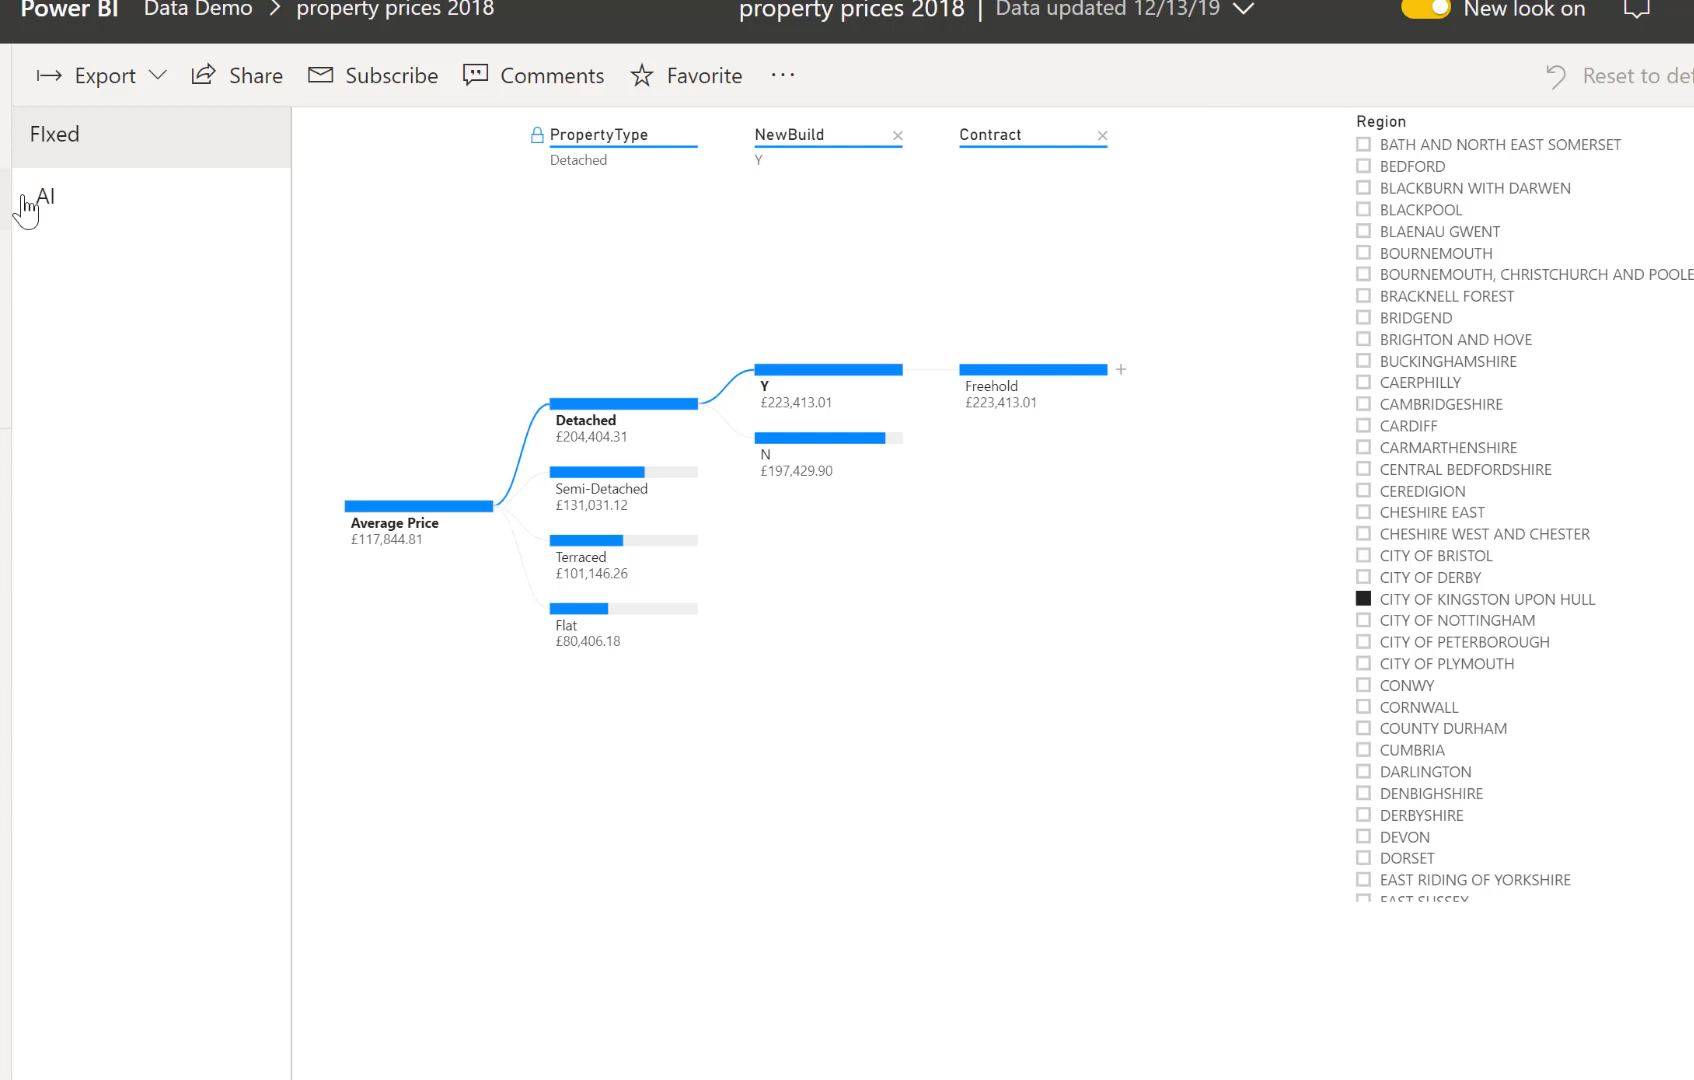 Power BI Data Demo > property prices 2018 property prices 2018 | Data updated 12/13/19 New look on
Export Share Subscribe Comments Favorite ... Reset to def
FIxed
AI
PropertyType NewBuild Contract
Detached Y
Average Price
£117,844.81
Detached
£204,404.31
Semi-Detached
£131,031.12
Terraced
£101,146.26
Flat
£80,406.18
Y
£223,413.01
N
£197,429.90
Freehold
£223,413.01
Region
BATH AND NORTH EAST SOMERSET
BEDFORD
BLACKBURN WITH DARWEN
BLACKPOOL
BLAENAU GWENT
BOURNEMOUTH
BOURNEMOUTH, CHRISTCHURCH AND POOLE
BRACKNELL FOREST
BRIDGEND
BRIGHTON AND HOVE
BUCKINGHAMSHIRE
CAERPHILLY
CAMBRIDGESHIRE
CARDIFF
CARMARTHENSHIRE
CENTRAL BEDFORDSHIRE
CEREDIGION
CHESHIRE EAST
CHESHIRE WEST AND CHESTER
CITY OF BRISTOL
CITY OF DERBY
CITY OF KINGSTON UPON HULL
CITY OF NOTTINGHAM
CITY OF PETERBOROUGH
CITY OF PLYMOUTH
CONWY
CORNWALL
COUNTY DURHAM
CUMBRIA
DARLINGTON
DENBIGHSHIRE
DERBYSHIRE
DEVON
DORSET
EAST RIDING OF YORKSHIRE
EAST SUSSEX